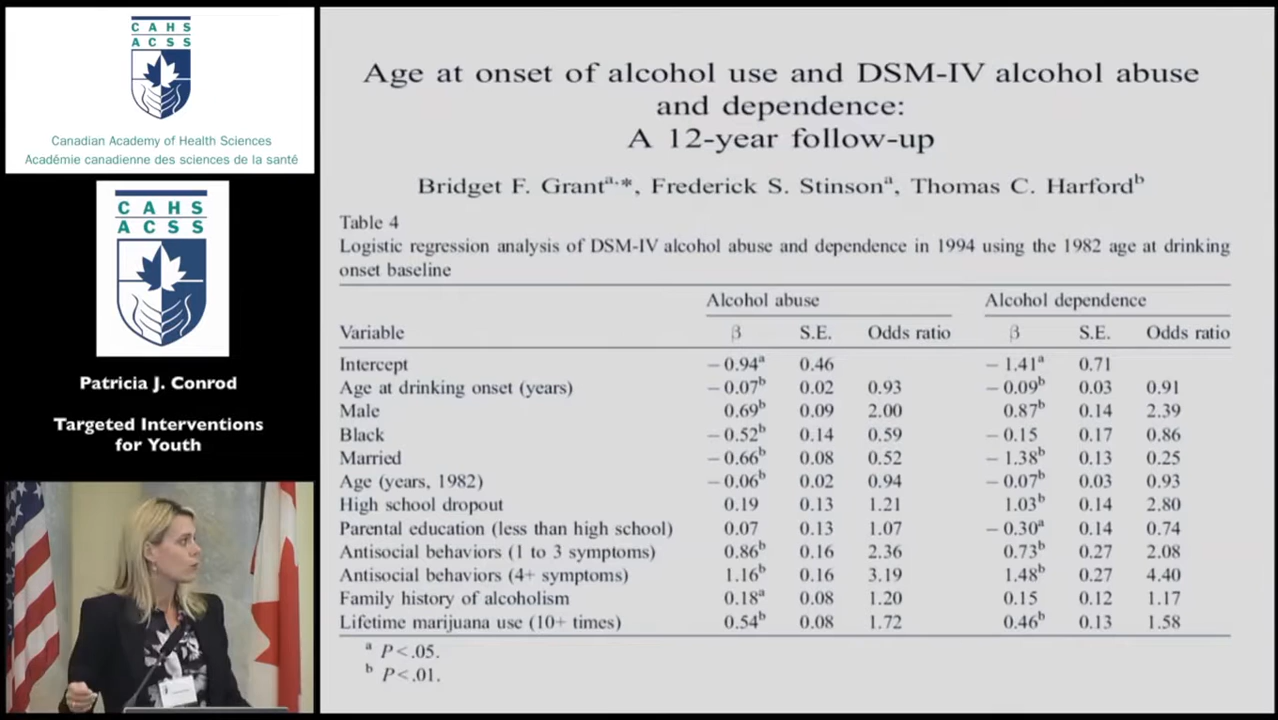 CAHS
ACSS
Canadian Academy of Health Sciences
Académie canadienne des sciences de la santé
CAHS
ACSS
Patricia J. Conrod
Targeted Interventions
for Youth
Age at onset of alcohol use and DSM-IV alcohol abuse
and dependence:
A 12-year follow-up
Bridget F. Grantᵃ,*, Frederick S. Stinsonᵃ, Thomas C. Harfordᵇ
Table 4
Logistic regression analysis of DSM-IV alcohol abuse and dependence in 1994 using the 1982 age at drinking
onset baseline
Alcohol abuse Alcohol dependence
Variable β S.E. Odds ratio β S.E. Odds ratio
Intercept − 0.94ᵃ 0.46 − 1.41ᵃ 0.71
Age at drinking onset (years) − 0.07ᵇ 0.02 0.93 − 0.09ᵇ 0.03 0.91
Male 0.69ᵇ 0.09 2.00 0.87ᵇ 0.14 2.39
Black − 0.52ᵇ 0.14 0.59 − 0.15 0.17 0.86
Married − 0.66ᵇ 0.08 0.52 − 1.38ᵇ 0.13 0.25
Age (years, 1982) − 0.06ᵇ 0.02 0.94 − 0.07ᵇ 0.03 0.93
High school dropout 0.19 0.13 1.21 1.03ᵇ 0.14 2.80
Parental education (less than high school) 0.07 0.13 1.07 − 0.30ᵃ 0.14 0.74
Antisocial behaviors (1 to 3 symptoms) 0.86ᵇ 0.16 2.36 0.73ᵇ 0.27 2.08
Antisocial behaviors (4+ symptoms) 1.16ᵇ 0.16 3.19 1.48ᵇ 0.27 4.40
Family history of alcoholism 0.18ᵃ 0.08 1.20 0.15 0.12 1.17
Lifetime marijuana use (10+ times) 0.54ᵇ 0.08 1.72 0.46ᵇ 0.13 1.58
ᵃ P<.05.
ᵇ P<.01.